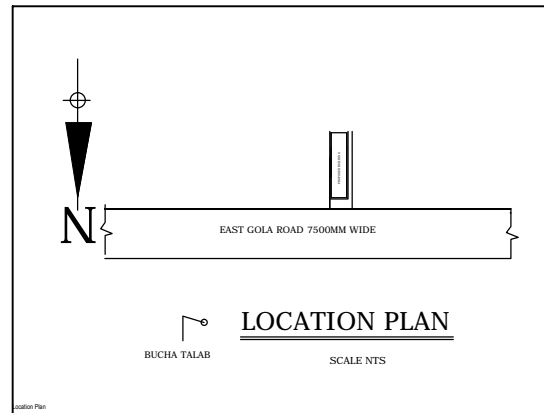 N
EAST GOLA ROAD 7500MM WIDE
LOCATION PLAN
BUCHA TALAB
SCALE NTS
Location Plan